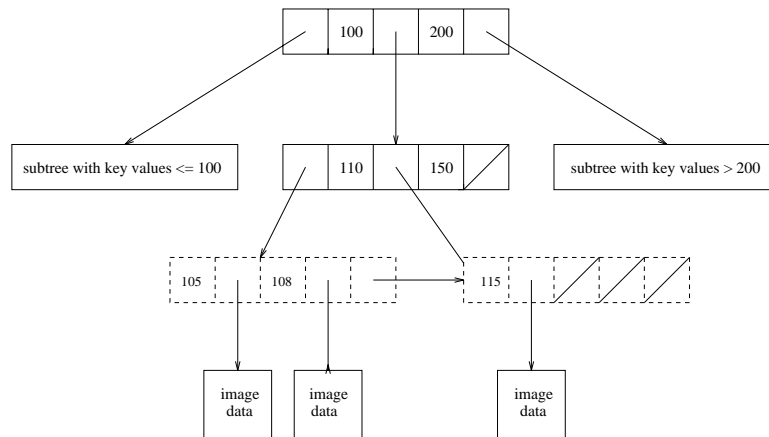 100 200
subtree with key values <= 100
110 150
subtree with key values > 200
105 108
115
image
data
image
data
image
data